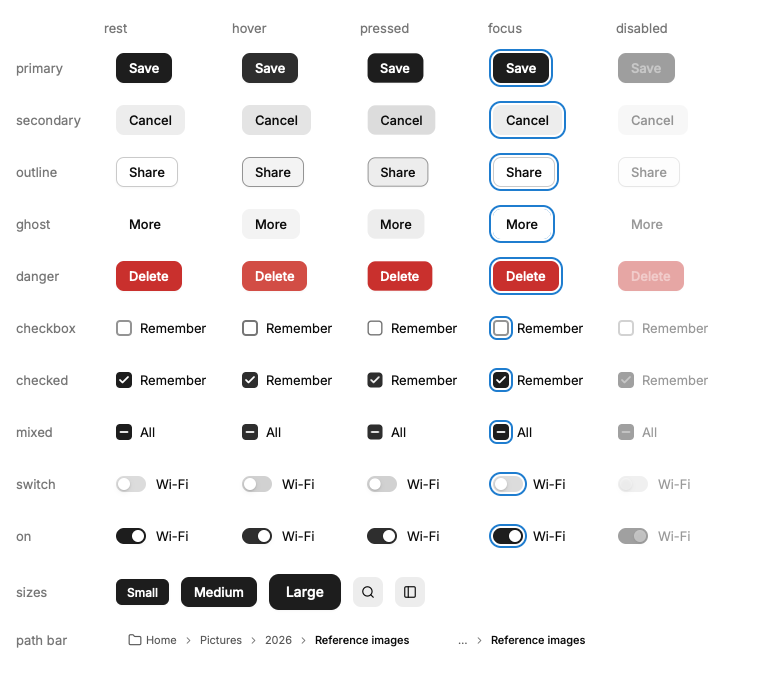 rest hover pressed focus disabled
primary Save Save Save Save Save
secondary Cancel Cancel Cancel Cancel Cancel
outline Share Share Share Share Share
ghost More More More More More
danger Delete Delete Delete Delete Delete
checkbox Remember Remember Remember Remember Remember
checked Remember Remember Remember Remember Remember
mixed All All All All All
switch Wi-Fi Wi-Fi Wi-Fi Wi-Fi Wi-Fi
on Wi-Fi Wi-Fi Wi-Fi Wi-Fi Wi-Fi
sizes Small Medium Large
path bar Home > Pictures > 2026 > Reference images ... > Reference images